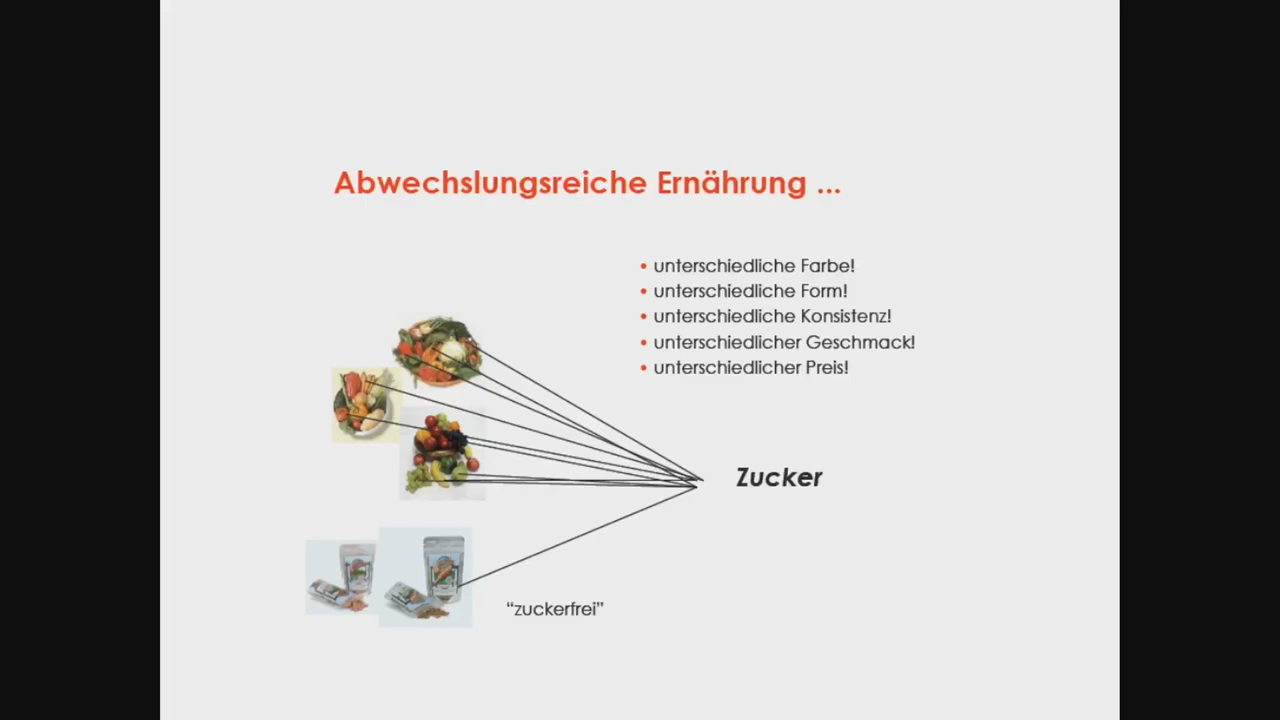 Abwechslungsreiche Ernährung ...
• unterschiedliche Farbe!
• unterschiedliche Form!
• unterschiedliche Konsistenz!
• unterschiedlicher Geschmack!
• unterschiedlicher Preis!
Zucker
“zuckerfrei”